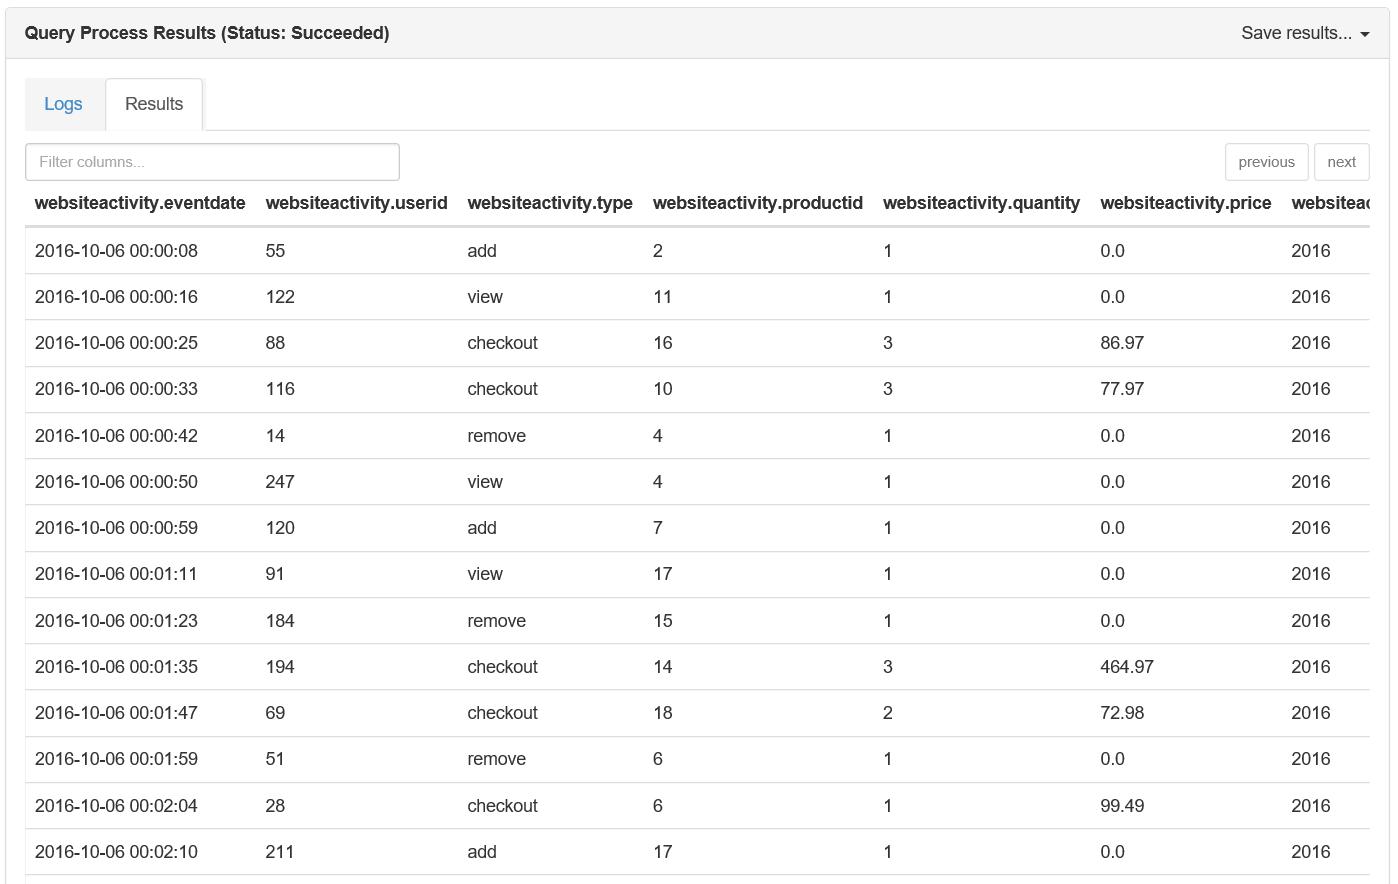 Query Process Results (Status: Succeeded) Save results...
Logs Results
Filter columns... previous next
websiteactivity.eventdate websiteactivity.userid websiteactivity.type websiteactivity.productid websiteactivity.quantity websiteactivity.price websiteac
2016-10-06 00:00:08 55 add 2 1 0.0 2016
2016-10-06 00:00:16 122 view 11 1 0.0 2016
2016-10-06 00:00:25 88 checkout 16 3 86.97 2016
2016-10-06 00:00:33 116 checkout 10 3 77.97 2016
2016-10-06 00:00:42 14 remove 4 1 0.0 2016
2016-10-06 00:00:50 247 view 4 1 0.0 2016
2016-10-06 00:00:59 120 add 7 1 0.0 2016
2016-10-06 00:01:11 91 view 17 1 0.0 2016
2016-10-06 00:01:23 184 remove 15 1 0.0 2016
2016-10-06 00:01:35 194 checkout 14 3 464.97 2016
2016-10-06 00:01:47 69 checkout 18 2 72.98 2016
2016-10-06 00:01:59 51 remove 6 1 0.0 2016
2016-10-06 00:02:04 28 checkout 6 1 99.49 2016
2016-10-06 00:02:10 211 add 17 1 0.0 2016